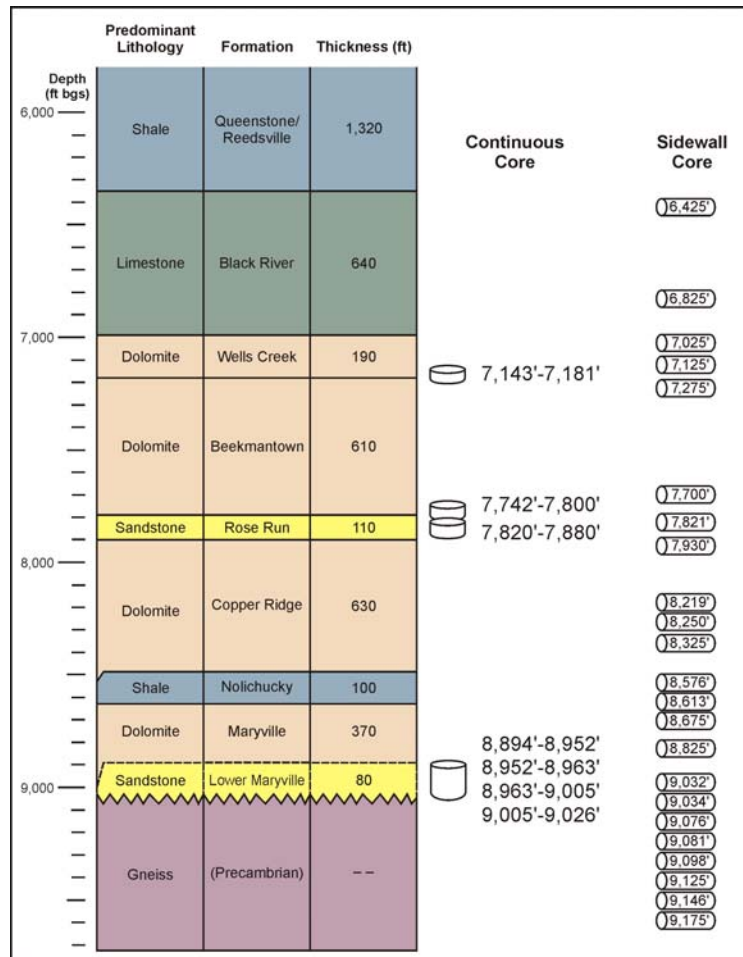 Predominant
Lithology
Formation
Thickness (ft)
Depth
(ft bgs)
6,000
7,000
8,000
9,000
Shale
Queenstone/
Reedsville
1,320
Limestone
Black River
640
Dolomite
Wells Creek
190
Dolomite
Beekmantown
610
Sandstone
Rose Run
110
Dolomite
Copper Ridge
630
Shale
Nolichucky
100
Dolomite
Maryville
370
Sandstone
Lower Maryville
80
Gneiss
(Precambrian)
– –
Continuous
Core
7,143'-7,181'
7,742'-7,800'
7,820'-7,880'
8,894'-8,952'
8,952'-8,963'
8,963'-9,005'
9,005'-9,026'
Sidewall
Core
6,425'
6,825'
7,025'
7,125'
7,275'
7,700'
7,821'
7,930'
8,219'
8,250'
8,325'
8,576'
8,613'
8,675'
8,825'
9,032'
9,034'
9,076'
9,081'
9,098'
9,125'
9,146'
9,175'